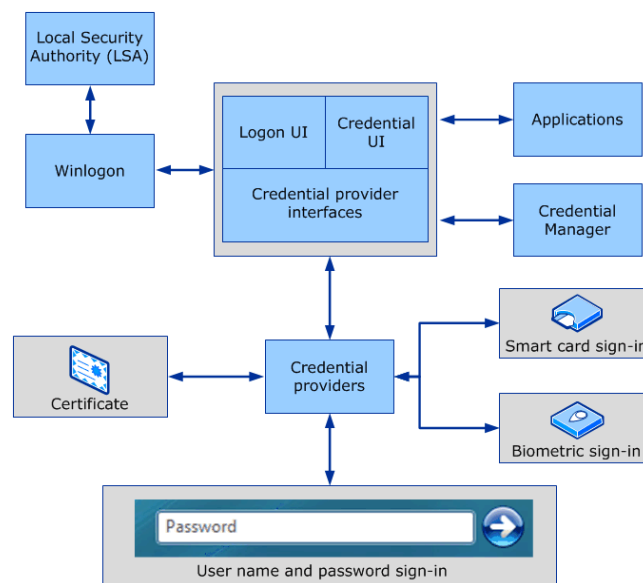 Local Security
Authority (LSA)
Winlogon
Logon UI
Credential
UI
Credential provider
interfaces
Applications
Credential
Manager
Credential
providers
Certificate
Smart card sign-in
Biometric sign-in
Password
User name and password sign-in